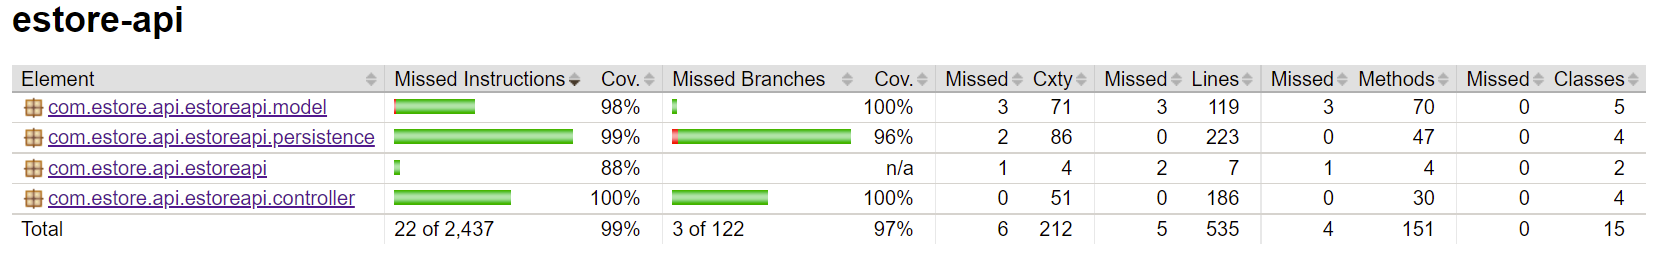 estore-api
Element Missed Instructions Cov. Missed Branches Cov. Missed Cxty Missed Lines Missed Methods Missed Classes
com.estore.api.estoreapi.model 98% 100% 3 71 3 119 3 70 0 5
com.estore.api.estoreapi.persistence 99% 96% 2 86 0 223 0 47 0 4
com.estore.api.estoreapi 88% n/a 1 4 2 7 1 4 0 2
com.estore.api.estoreapi.controller 100% 100% 0 51 0 186 0 30 0 4
Total 22 of 2,437 99% 3 of 122 97% 6 212 5 535 4 151 0 15